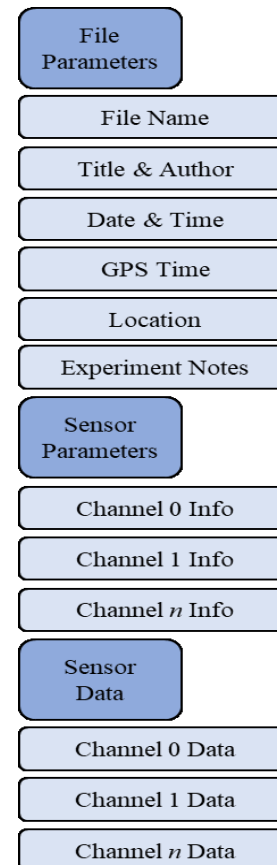 File
Parameters
File Name
Title & Author
Date & Time
GPS Time
Location
Experiment Notes
Sensor
Parameters
Channel 0 Info
Channel 1 Info
Channel n Info
Sensor
Data
Channel 0 Data
Channel 1 Data
Channel n Data